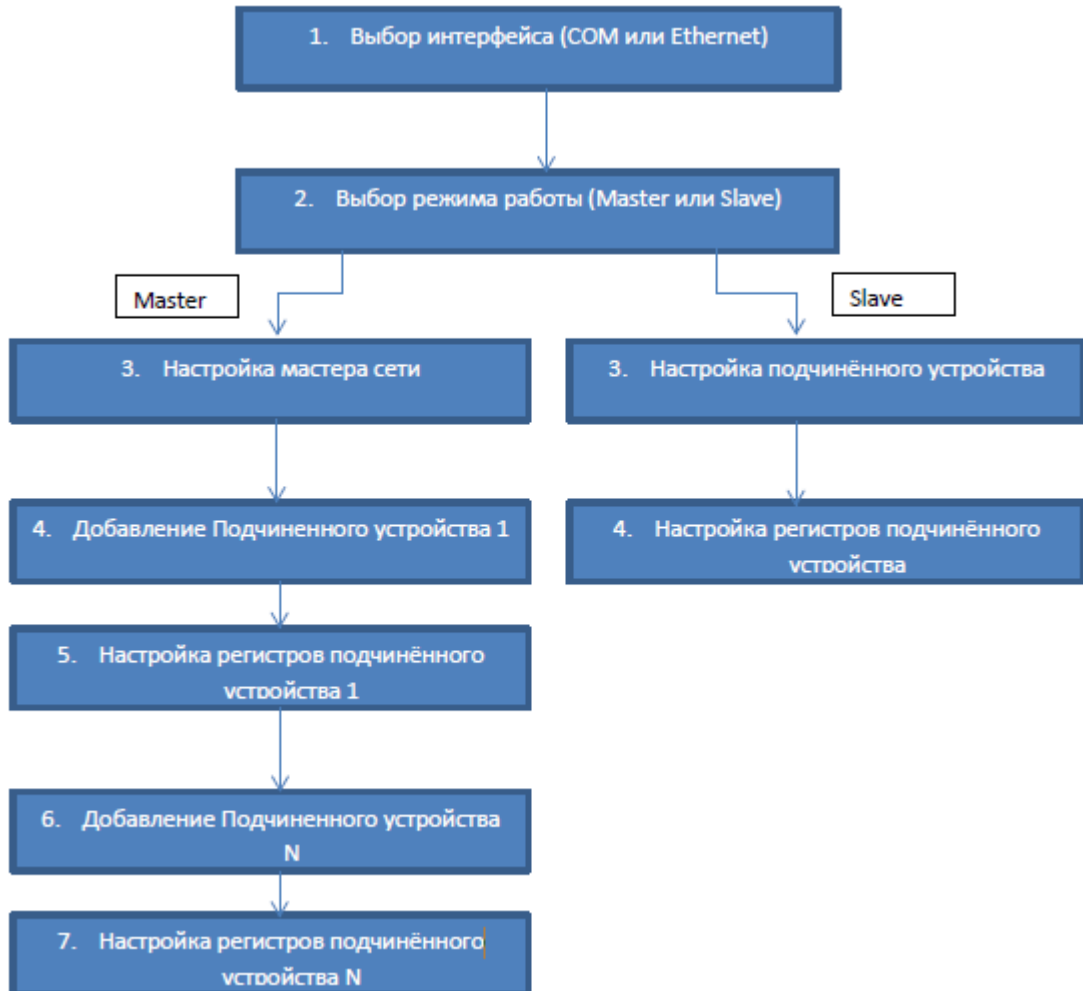 1. Выбор интерфейса (COM или Ethernet)
2. Выбор режима работы (Master или Slave)
Master
Slave
3. Настройка мастера сети
3. Настройка подчинённого устройства
4. Добавление Подчиненного устройства 1
4. Настройка регистров подчинённого
устройства
5. Настройка регистров подчинённого
устройства 1
6. Добавление Подчиненного устройства
N
7. Настройка регистров подчинённого
устройства N